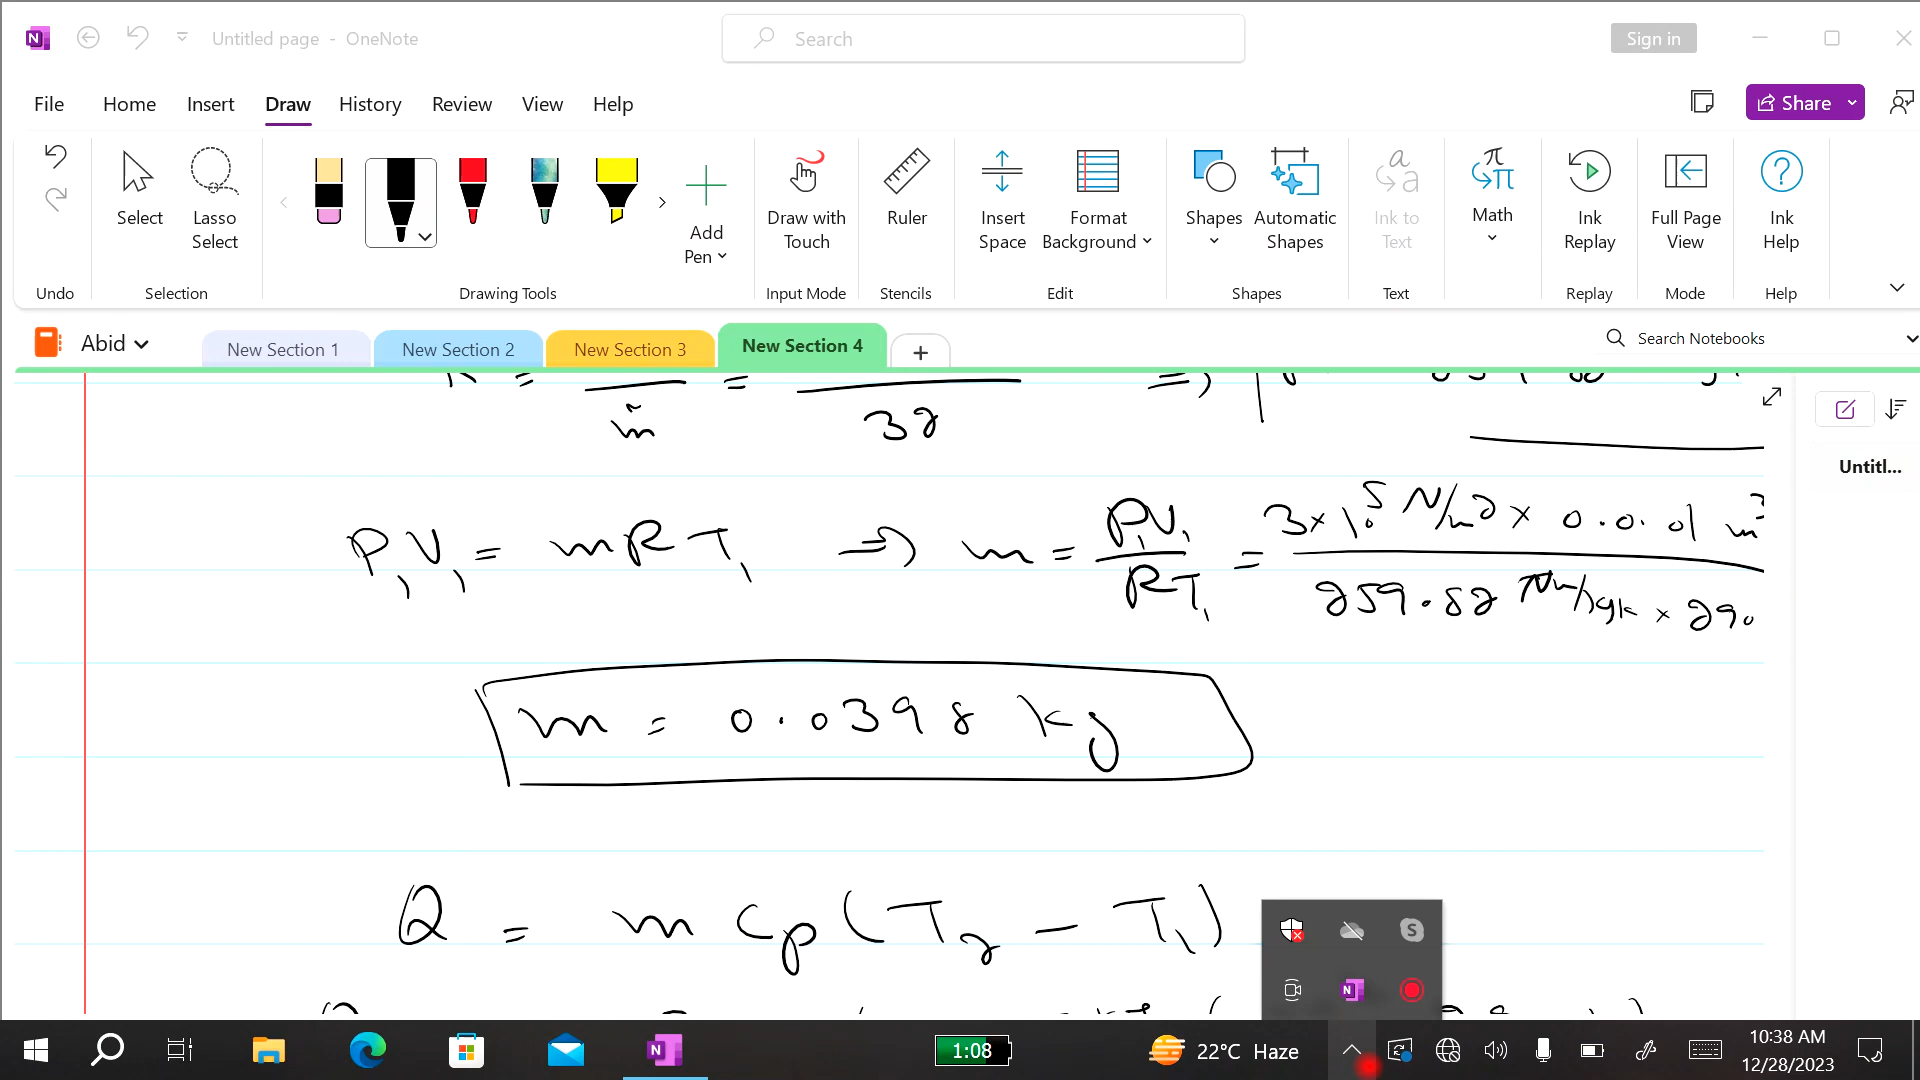 Untitled page - OneNote
Search
Sign in
File Home Insert Draw History Review View Help
Share
Select
Lasso Select
Add Pen
Draw with Touch
Ruler
Insert Space
Format Background
Shapes
Automatic Shapes
Ink to Text
Math
Ink Replay
Full Page View
Ink Help
Undo Selection Drawing Tools Input Mode Stencils Edit Shapes Text Replay Mode Help
Abid
New Section 1 New Section 2 New Section 3 New Section 4 +
Search Notebooks
Untitl...
m̃ 32
P₁V₁ = mRT₁ ⇒ m = P₁V₁/RT₁ = 3×10⁵ N/m2 × 0.0.01 m³ / 259.82 Nm/kgK × 290
m = 0.0398 kg
Q = m Cp(T2 - T1)
1:08
22°C Haze
10:38 AM
12/28/2023